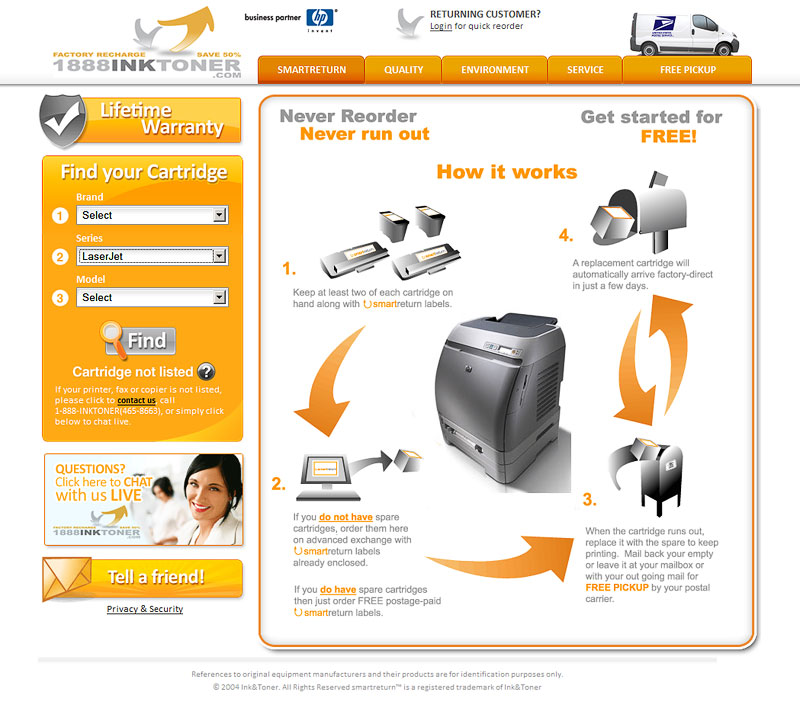 business partner
hp
invent
RETURNING CUSTOMER?
Login for quick reorder
FACTORY RECHARGE SAVE 50%
1888INKTONER
.COM
SMARTRETURN
QUALITY
ENVIRONMENT
SERVICE
FREE PICKUP
Lifetime
Warranty
Find your Cartridge
Brand
1 Select
Series
2 LaserJet
Model
3 Select
Find
Cartridge not listed ?
If your printer, fax or copier is not listed,
please click to contact us, call
1-888-INKTONER(465-8663), or simply click
below to chat live.
QUESTIONS?
Click here to CHAT
with us LIVE
FACTORY RECHARGE SAVE 50%
1888INKTONER
.COM
Tell a friend!
Privacy & Security
Never Reorder
Never run out
Get started for
FREE!
How it works
1.
Keep at least two of each cartridge on
hand along with smartreturn labels.
2.
If you do not have spare
cartridges, order them here
on advanced exchange with
smartreturn labels
already enclosed.
If you do have spare cartridges
then just order FREE postage-paid
smartreturn labels.
3.
When the cartridge runs out,
replace it with the spare to keep
printing. Mail back your empty
or leave it at your mailbox or
with your out going mail for
FREE PICKUP by your postal
carrier.
4.
A replacement cartridge will
automatically arrive factory-direct
in just a few days.
References to original equipment manufacturers and their products are for identification purposes only.
© 2004 Ink&Toner. All Rights Reserved smartreturn™ is a registered trademark of Ink&Toner